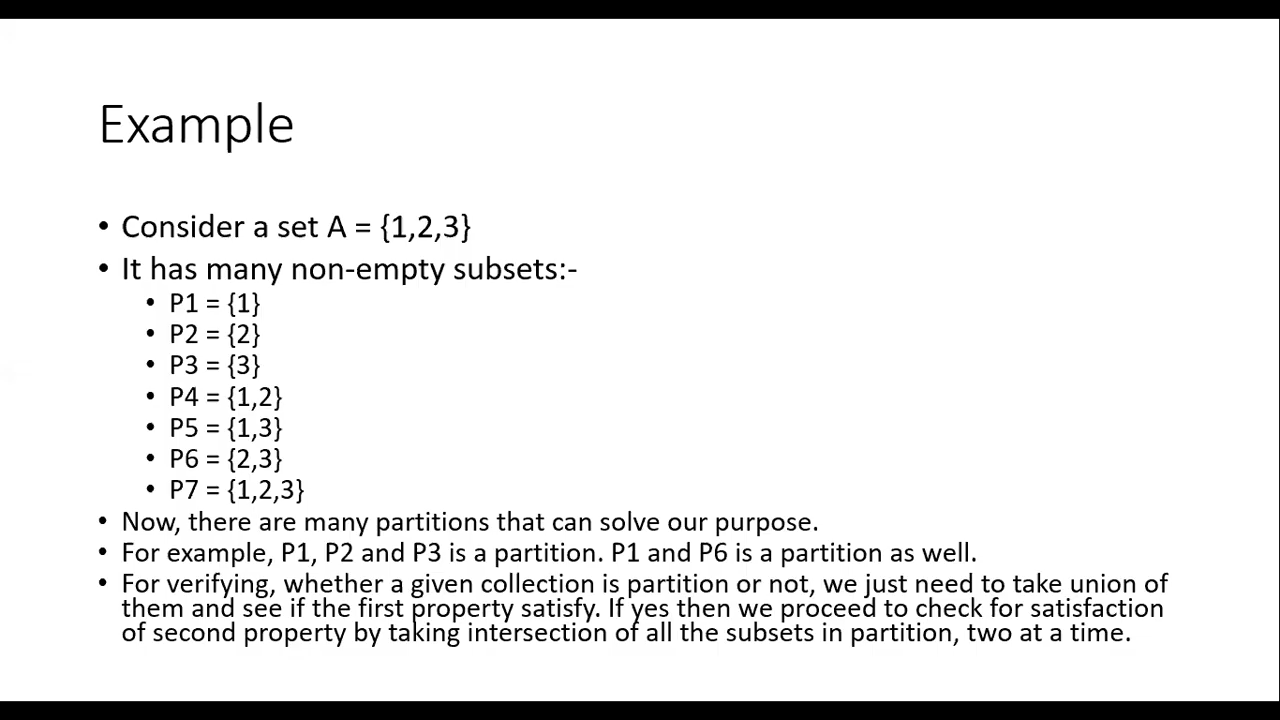 Example
• Consider a set A = {1,2,3}
• It has many non-empty subsets:-
• P1 = {1}
• P2 = {2}
• P3 = {3}
• P4 = {1,2}
• P5 = {1,3}
• P6 = {2,3}
• P7 = {1,2,3}
• Now, there are many partitions that can solve our purpose.
• For example, P1, P2 and P3 is a partition. P1 and P6 is a partition as well.
• For verifying, whether a given collection is partition or not, we just need to take union of
them and see if the first property satisfy. If yes then we proceed to check for satisfaction
of second property by taking intersection of all the subsets in partition, two at a time.